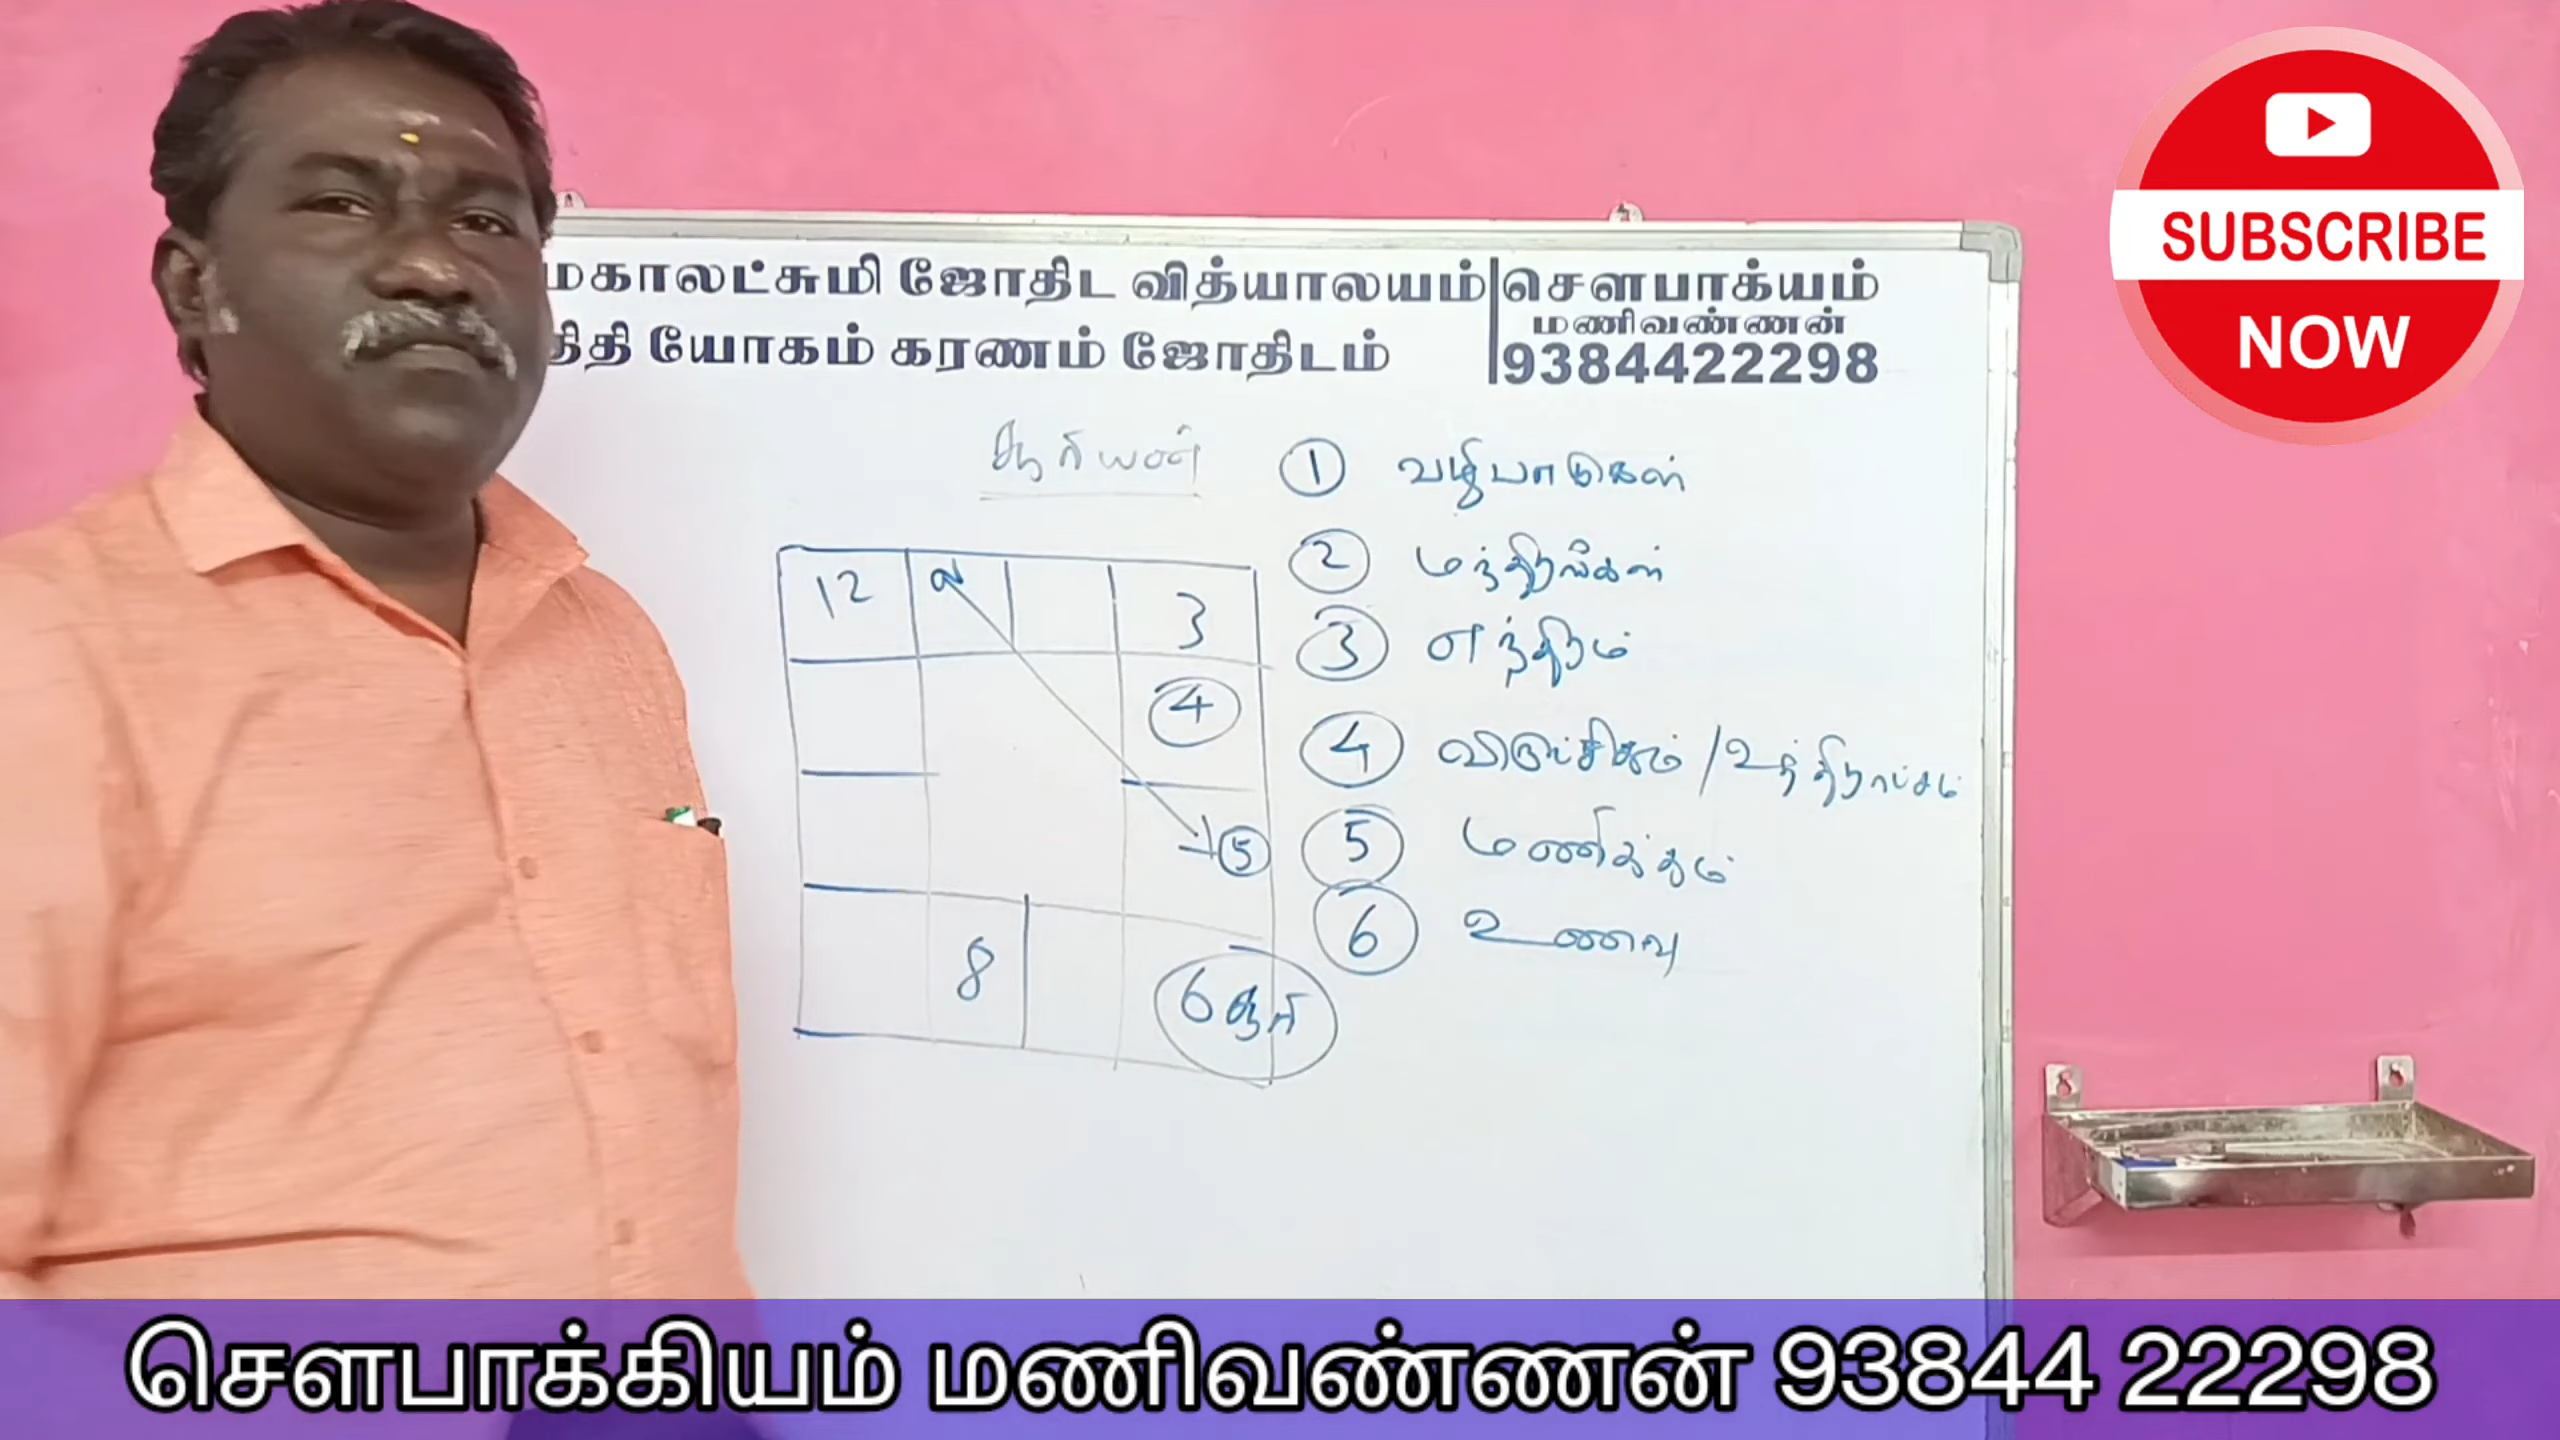 SUBSCRIBE
NOW
மகாலட்சுமி ஜோதிட வித்யாலயம்
திதி யோகம் கரணம் ஜோதிடம்
சௌபாக்யம்
மணிவண்ணன்
9384422298
சூரியன்
1 வழிபாடுகள்
2 மந்திரங்கள்
3 எந்திரம்
4 விருட்சிகம் / உத்திராட்சம்
5 மணிக்கம்
6 உணவு
12 ல 3
4
5
8 6 சூரி
சௌபாக்கியம் மணிவண்ணன் 93844 22298